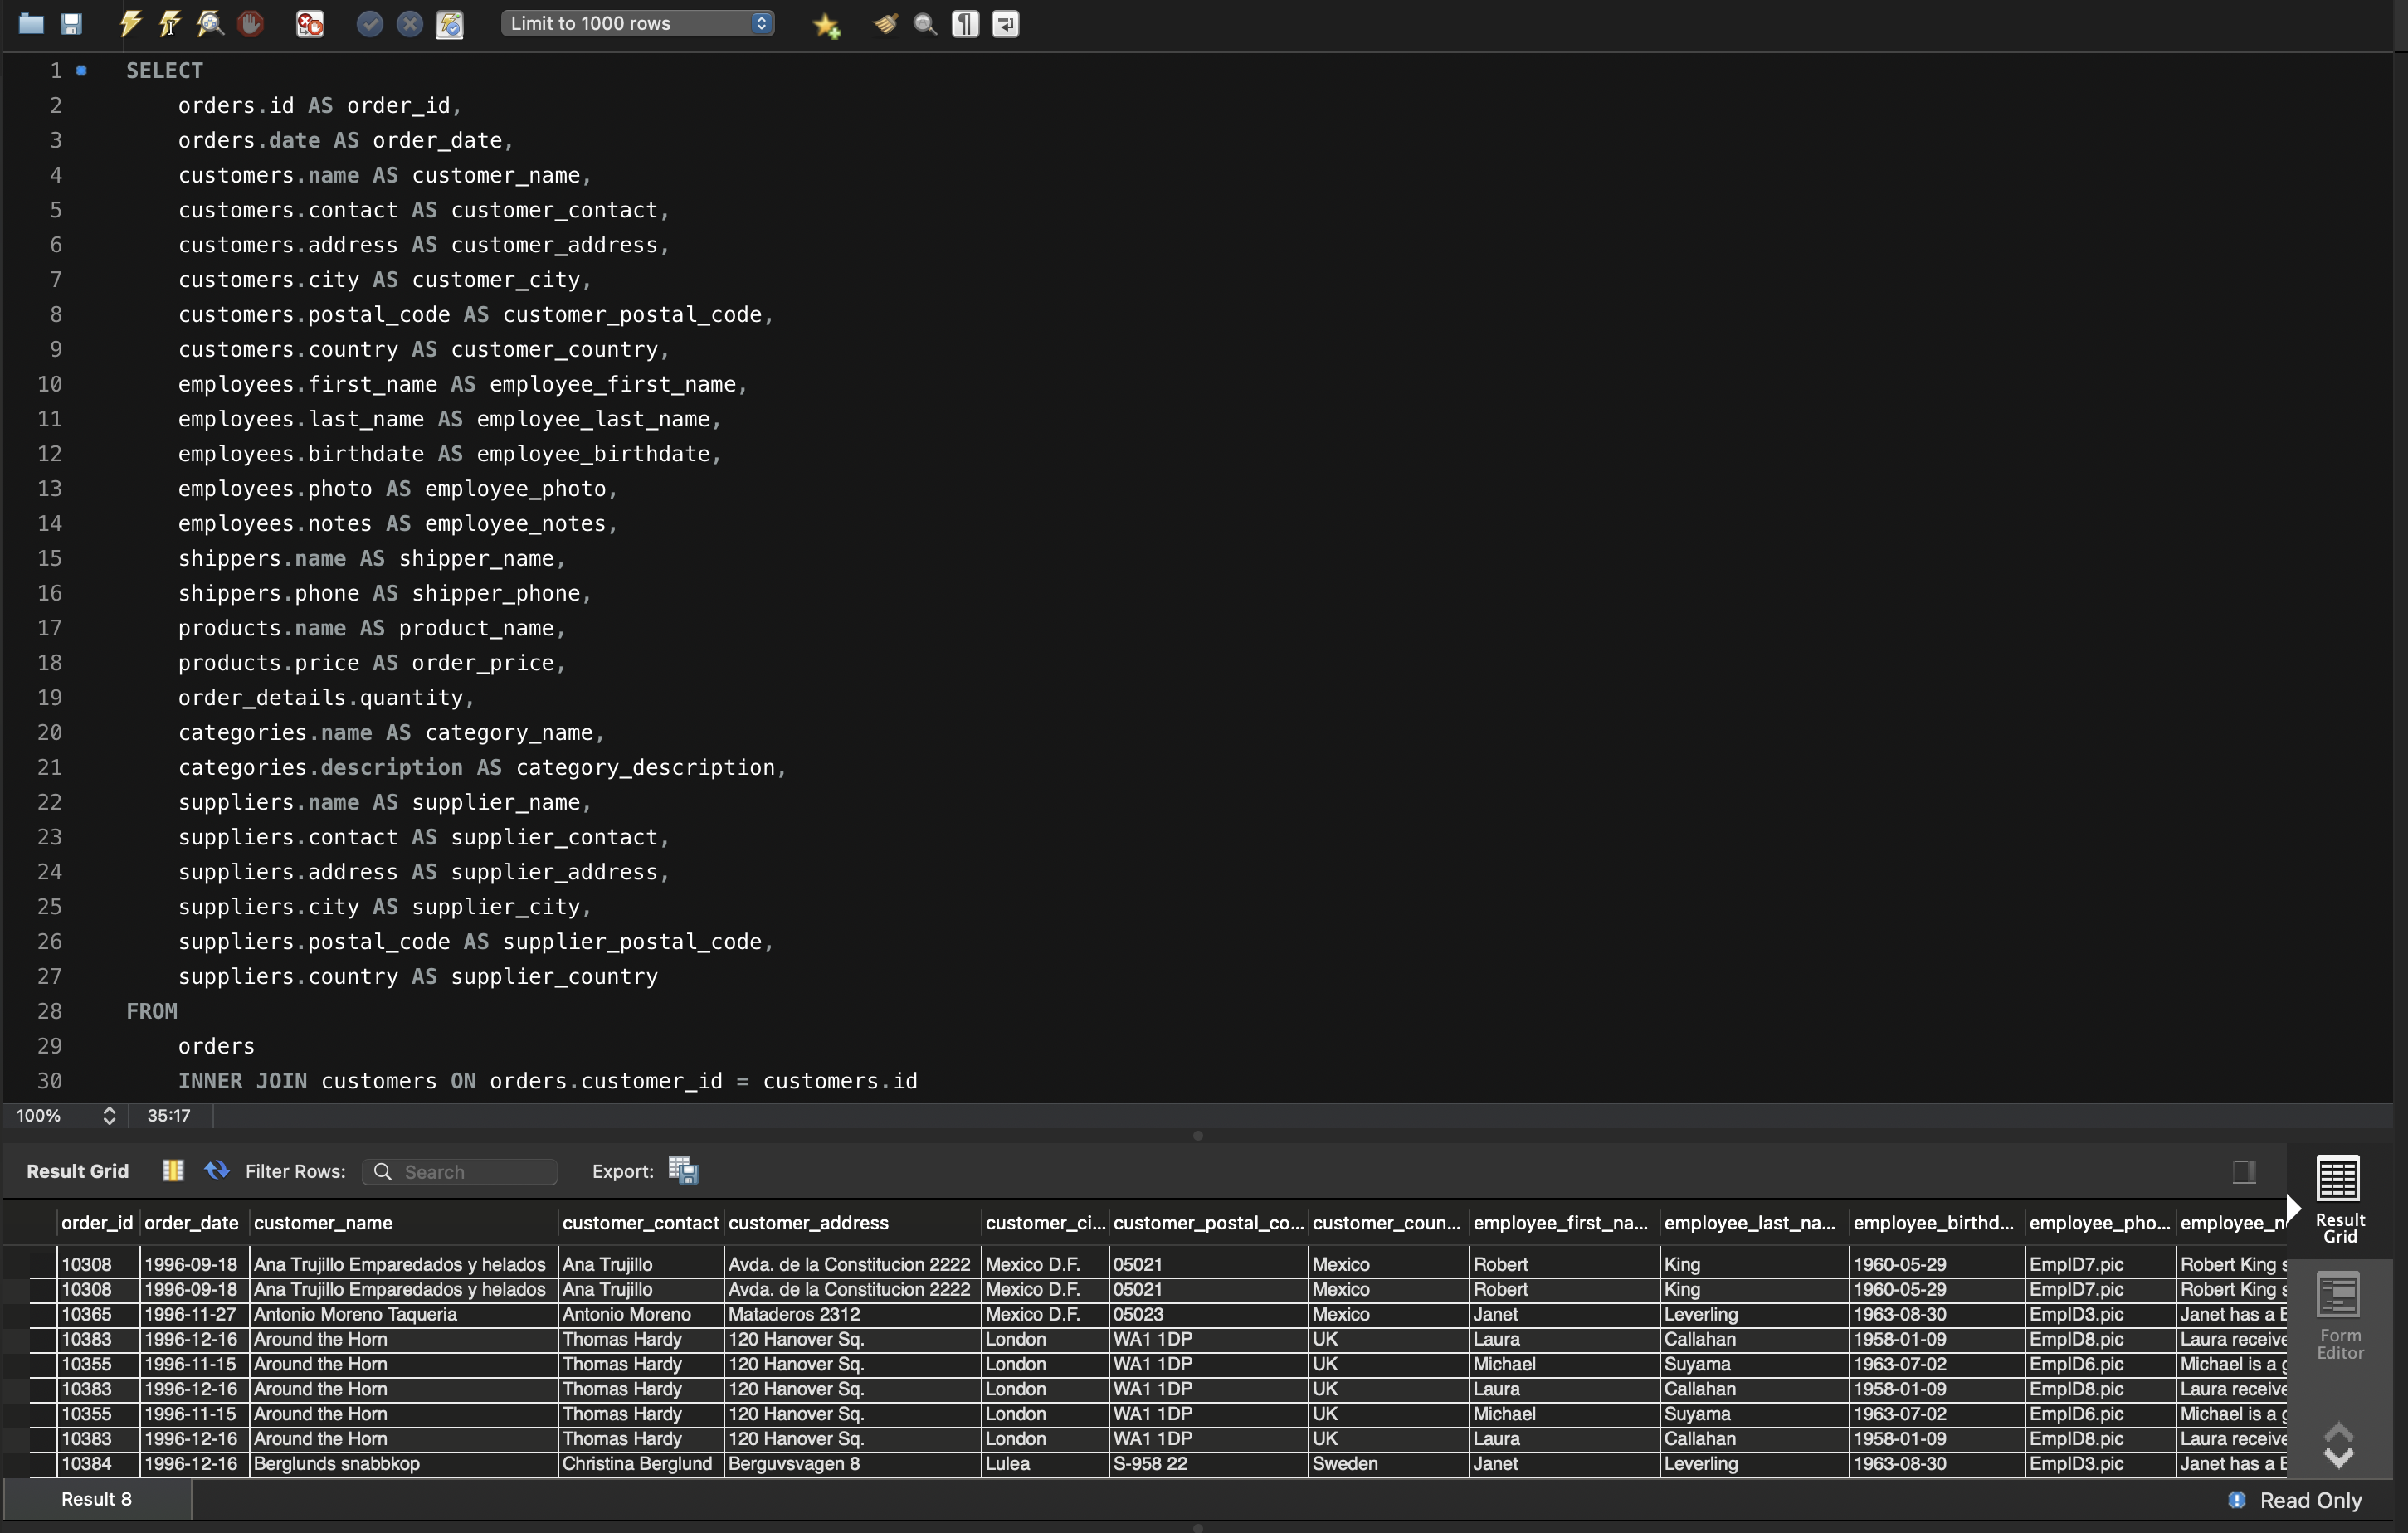 Limit to 1000 rows
1 SELECT
2 orders.id AS order_id,
3 orders.date AS order_date,
4 customers.name AS customer_name,
5 customers.contact AS customer_contact,
6 customers.address AS customer_address,
7 customers.city AS customer_city,
8 customers.postal_code AS customer_postal_code,
9 customers.country AS customer_country,
10 employees.first_name AS employee_first_name,
11 employees.last_name AS employee_last_name,
12 employees.birthdate AS employee_birthdate,
13 employees.photo AS employee_photo,
14 employees.notes AS employee_notes,
15 shippers.name AS shipper_name,
16 shippers.phone AS shipper_phone,
17 products.name AS product_name,
18 products.price AS order_price,
19 order_details.quantity,
20 categories.name AS category_name,
21 categories.description AS category_description,
22 suppliers.name AS supplier_name,
23 suppliers.contact AS supplier_contact,
24 suppliers.address AS supplier_address,
25 suppliers.city AS supplier_city,
26 suppliers.postal_code AS supplier_postal_code,
27 suppliers.country AS supplier_country
28 FROM
29 orders
30 INNER JOIN customers ON orders.customer_id = customers.id
100% 35:17
Result Grid Filter Rows: Search Export:
order_id order_date customer_name customer_contact customer_address customer_ci... customer_postal_co... customer_coun... employee_first_na... employee_last_na... employee_birthd... employee_pho... employee_n
10308 1996-09-18 Ana Trujillo Emparedados y helados Ana Trujillo Avda. de la Constitucion 2222 Mexico D.F. 05021 Mexico Robert King 1960-05-29 EmpID7.pic Robert King s
10308 1996-09-18 Ana Trujillo Emparedados y helados Ana Trujillo Avda. de la Constitucion 2222 Mexico D.F. 05021 Mexico Robert King 1960-05-29 EmpID7.pic Robert King s
10365 1996-11-27 Antonio Moreno Taqueria Antonio Moreno Mataderos 2312 Mexico D.F. 05023 Mexico Janet Leverling 1963-08-30 EmpID3.pic Janet has a B
10383 1996-12-16 Around the Horn Thomas Hardy 120 Hanover Sq. London WA1 1DP UK Laura Callahan 1958-01-09 EmpID8.pic Laura receive
10355 1996-11-15 Around the Horn Thomas Hardy 120 Hanover Sq. London WA1 1DP UK Michael Suyama 1963-07-02 EmpID6.pic Michael is a g
10383 1996-12-16 Around the Horn Thomas Hardy 120 Hanover Sq. London WA1 1DP UK Laura Callahan 1958-01-09 EmpID8.pic Laura receive
10355 1996-11-15 Around the Horn Thomas Hardy 120 Hanover Sq. London WA1 1DP UK Michael Suyama 1963-07-02 EmpID6.pic Michael is a g
10383 1996-12-16 Around the Horn Thomas Hardy 120 Hanover Sq. London WA1 1DP UK Laura Callahan 1958-01-09 EmpID8.pic Laura receive
10384 1996-12-16 Berglunds snabbkop Christina Berglund Berguvsvagen 8 Lulea S-958 22 Sweden Janet Leverling 1963-08-30 EmpID3.pic Janet has a B
Result
Grid
Form
Editor
Result 8 Read Only